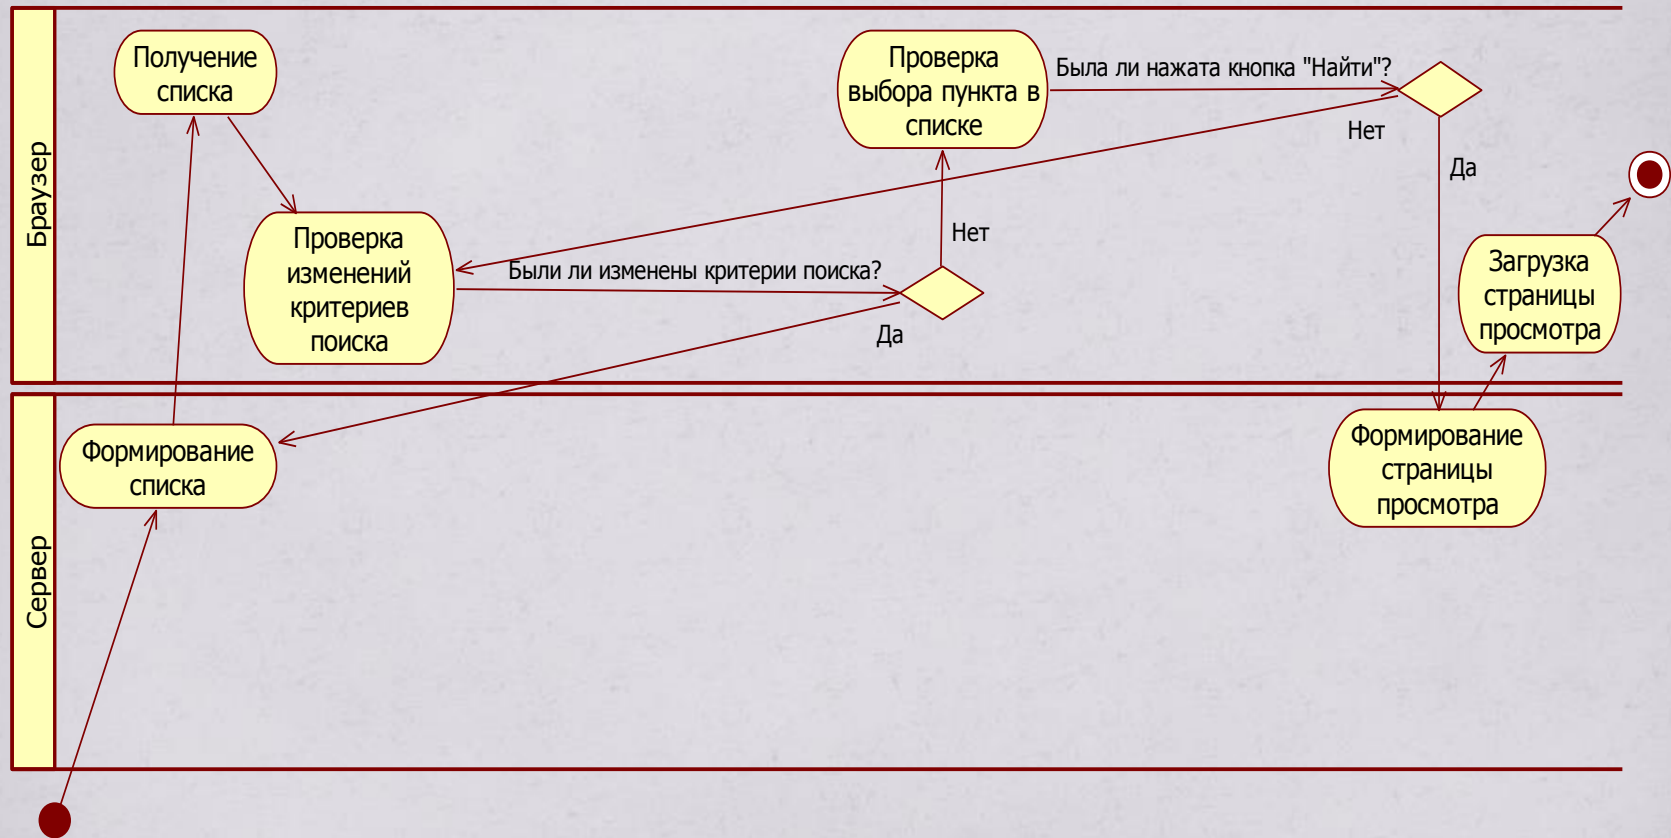 Браузер
Получение
списка
Проверка
выбора пункта в
списке
Была ли нажата кнопка "Найти"?
Нет
Да
Проверка
изменений
критериев
поиска
Были ли изменены критерии поиска?
Нет
Да
Загрузка
страницы
просмотра
Сервер
Формирование
списка
Формирование
страницы
просмотра